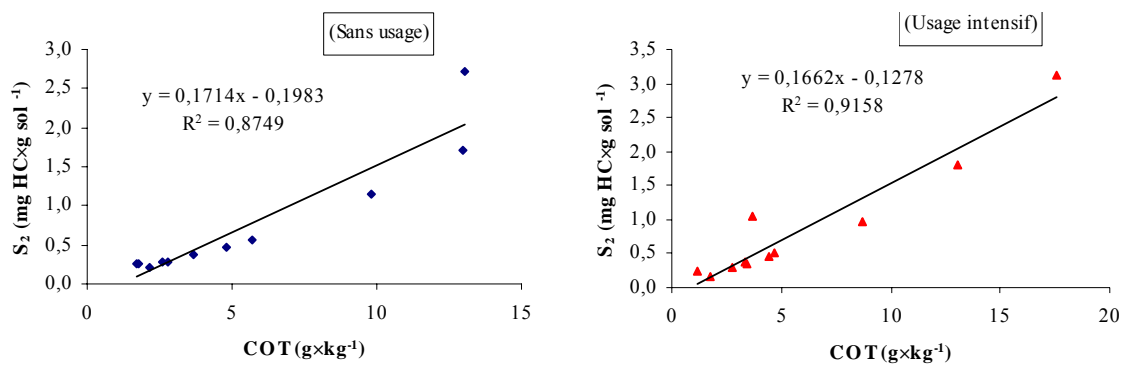 (Sans usage)
3,0
2,5
2,0
1,5
1,0
0,5
0,0
y = 0,1714x - 0,1983
R² = 0,8749
S₂ (mg HC×g sol ⁻¹)
0 5 10 15
COT (g×kg⁻¹)
(Usage intensif)
3,5
3,0
2,5
2,0
1,5
1,0
0,5
0,0
y = 0,1662x - 0,1278
R² = 0,9158
S₂ (mg HC×g sol ⁻¹)
0 5 10 15 20
COT (g×kg⁻¹)